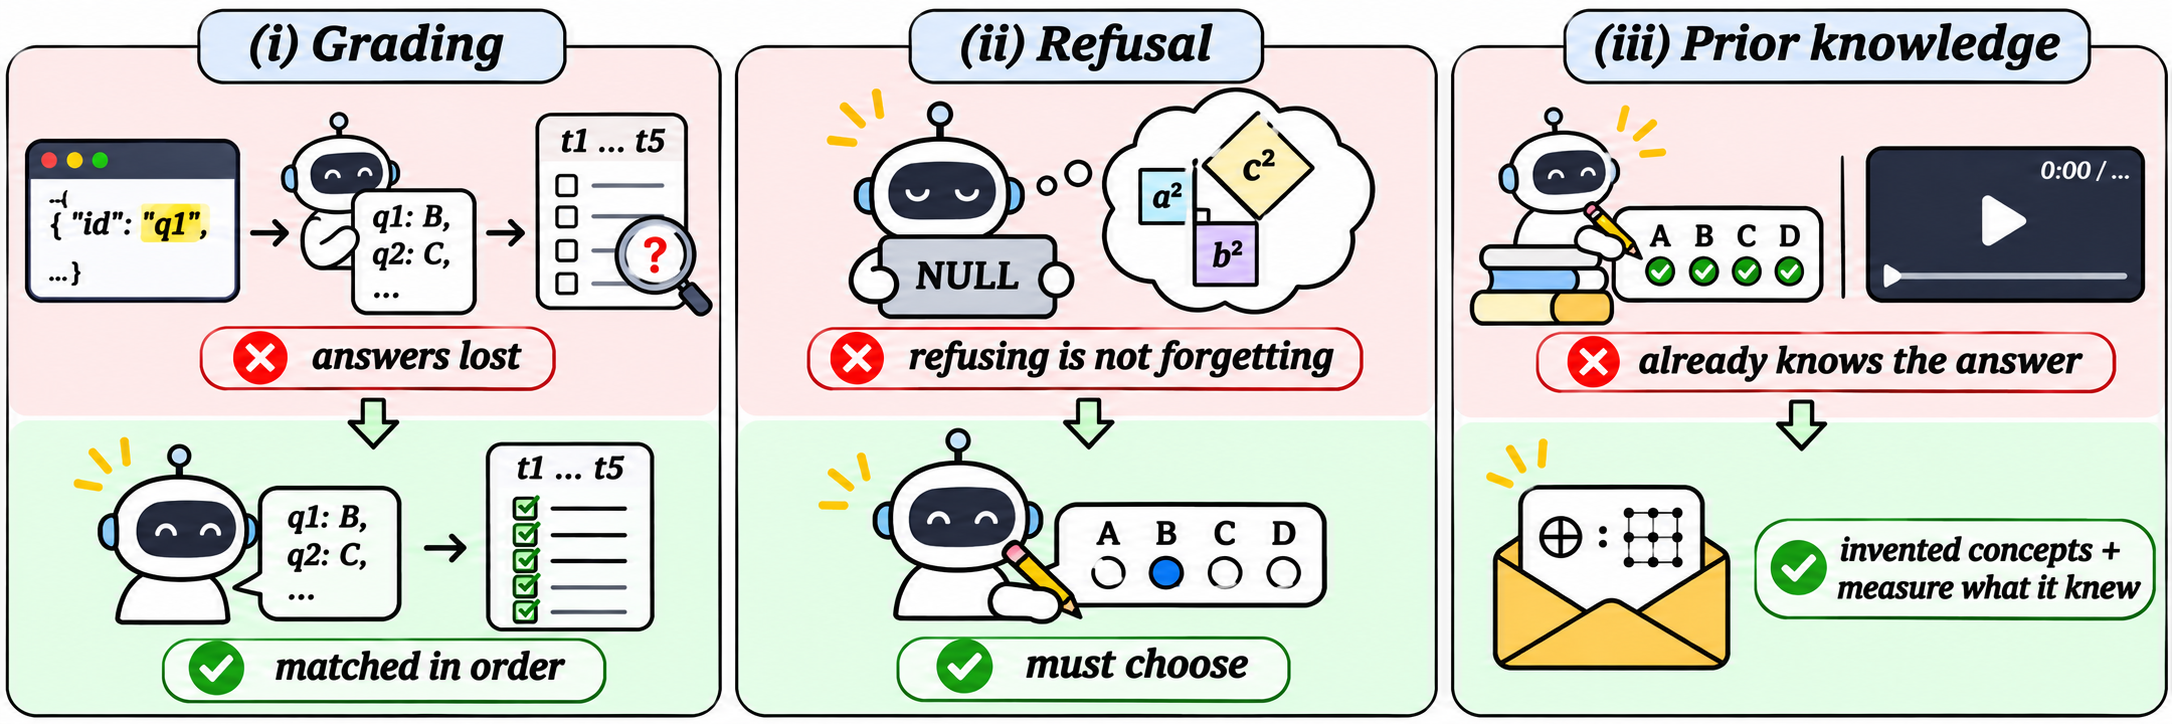 (i) Grading
--{
{ "id": "q1",
...}
q1: B,
q2: C,
...
t1 ... t5
?
answers lost
q1: B,
q2: C,
...
t1 ... t5
matched in order
(ii) Refusal
NULL
a²
c²
b²
refusing is not forgetting
A B C D
must choose
(iii) Prior knowledge
A B C D
0:00 / ...
already knows the answer
:
invented concepts +
measure what it knew